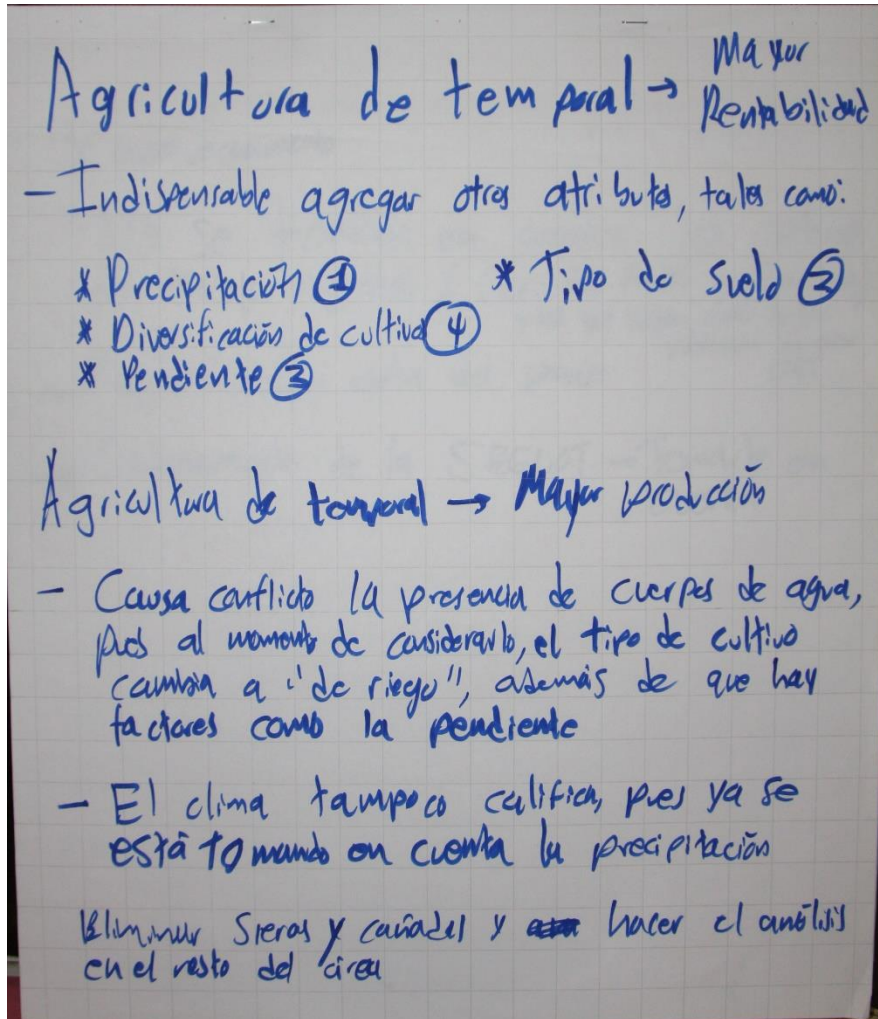 Agricultura de temporal → Mayor
Rentabilidad
- Indispensable agregar otros atributos, tales como:
* Precipitación ① * Tipo de suelo ②
* Diversificación de cultivo ④
* Pendiente ③
Agricultura de temporal → Mayor producción
- Causa conflicto la presencia de cuerpos de agua,
pues al momento de considerarlo, el tipo de cultivo
cambia a "de riego", además de que hay
factores como la pendiente
- El clima tampoco califica, pues ya se
está tomando en cuenta la precipitación
Eliminar Sieras y cañadas y hacer el análisis
en el resto del área